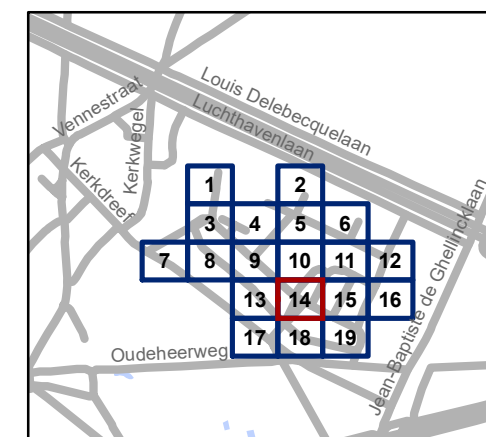 Louis Delebecquelaan
Luchthavenlaan
Vennestraat
Kerkwegel
Kerkdreef
1 2
3 4 5 6
7 8 9 10 11 12
13 14 15 16
17 18 19
Oudeheerweg
Jean-Baptiste de Ghellincklaan